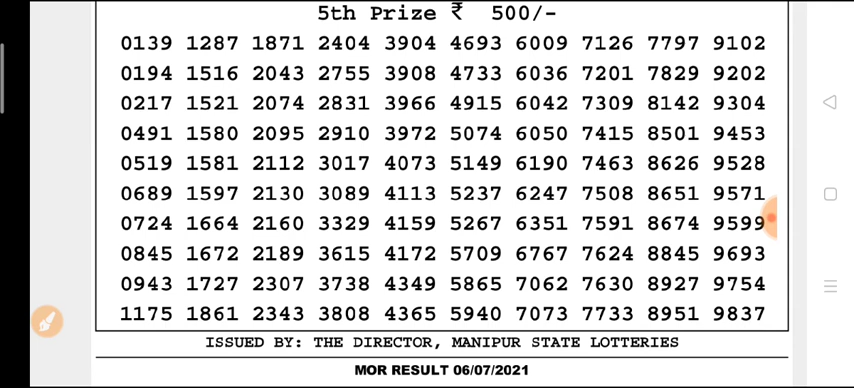 5th Prize ₹ 500/-
0139 1287 1871 2404 3904 4693 6009 7126 7797 9102
0194 1516 2043 2755 3908 4733 6036 7201 7829 9202
0217 1521 2074 2831 3966 4915 6042 7309 8142 9304
0491 1580 2095 2910 3972 5074 6050 7415 8501 9453
0519 1581 2112 3017 4073 5149 6190 7463 8626 9528
0689 1597 2130 3089 4113 5237 6247 7508 8651 9571
0724 1664 2160 3329 4159 5267 6351 7591 8674 9599
0845 1672 2189 3615 4172 5709 6767 7624 8845 9693
0943 1727 2307 3738 4349 5865 7062 7630 8927 9754
1175 1861 2343 3808 4365 5940 7073 7733 8951 9837
ISSUED BY: THE DIRECTOR, MANIPUR STATE LOTTERIES
MOR RESULT 06/07/2021